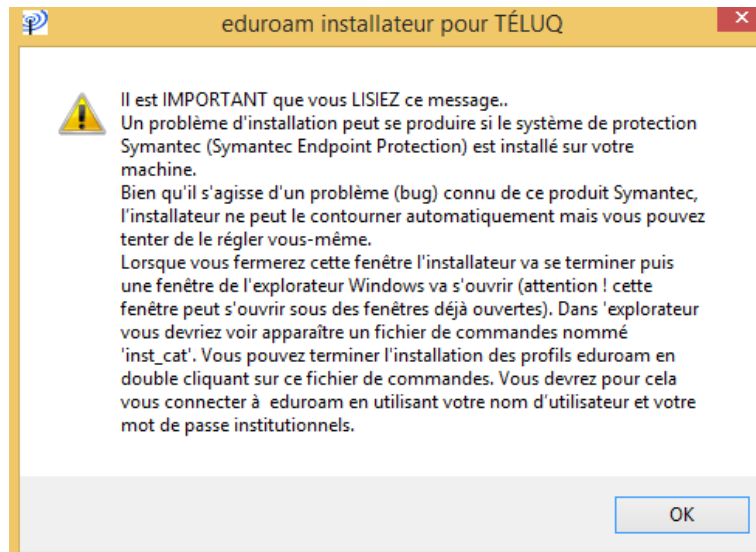 eduroam installateur pour TÉLUQ
Il est IMPORTANT que vous LISIEZ ce message..
Un problème d'installation peut se produire si le système de protection
Symantec (Symantec Endpoint Protection) est installé sur votre
machine.
Bien qu'il s'agisse d'un problème (bug) connu de ce produit Symantec,
l'installateur ne peut le contourner automatiquement mais vous pouvez
tenter de le régler vous-même.
Lorsque vous fermerez cette fenêtre l'installateur va se terminer puis
une fenêtre de l'explorateur Windows va s'ouvrir (attention ! cette
fenêtre peut s'ouvrir sous des fenêtres déjà ouvertes). Dans 'explorateur
vous devriez voir apparaître un fichier de commandes nommé
'inst_cat'. Vous pouvez terminer l'installation des profils eduroam en
double cliquant sur ce fichier de commandes. Vous devrez pour cela
vous connecter à  eduroam en utilisant votre nom d'utilisateur et votre
mot de passe institutionnels.
OK